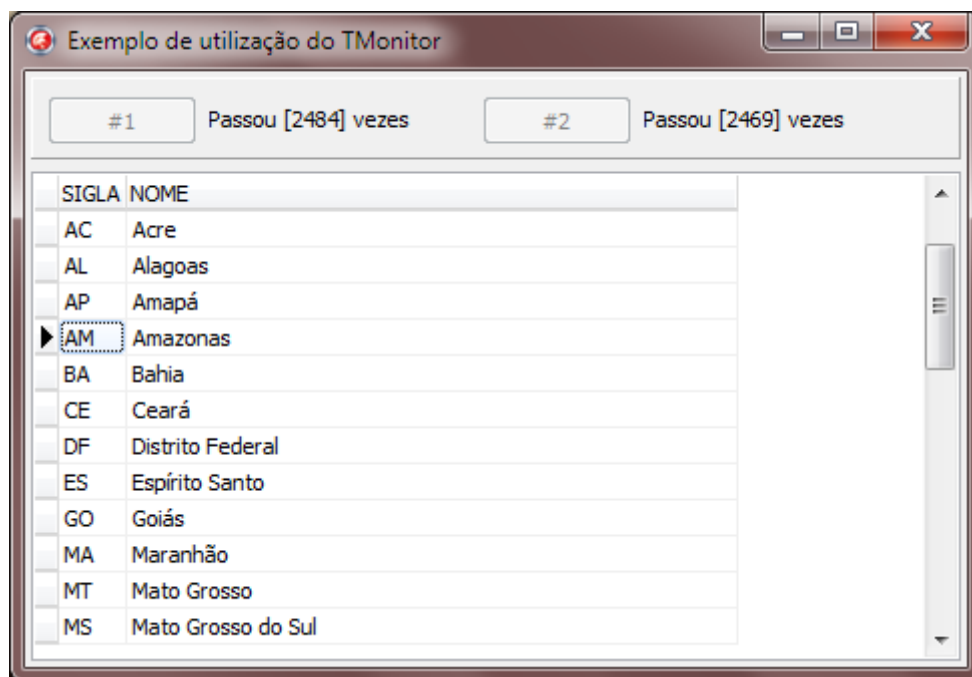 Exemplo de utilização do TMonitor
#1 Passou [2484] vezes #2 Passou [2469] vezes
SIGLA NOME
AC Acre
AL Alagoas
AP Amapá
AM Amazonas
BA Bahia
CE Ceará
DF Distrito Federal
ES Espírito Santo
GO Goiás
MA Maranhão
MT Mato Grosso
MS Mato Grosso do Sul